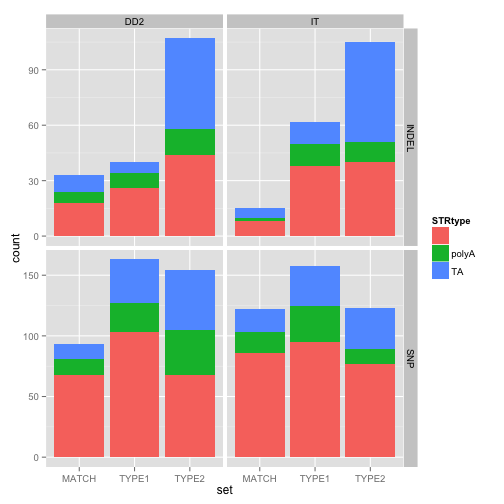 DD2 IT
90
60
30
0
INDEL
150
100
50
0
SNP
count
MATCH TYPE1 TYPE2 MATCH TYPE1 TYPE2
set
STRtype
polyA
TA